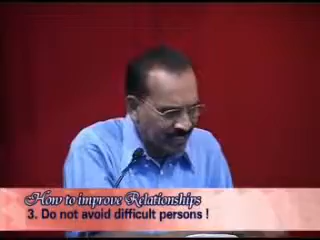 How to improve Relationships
3. Do not avoid difficult persons !